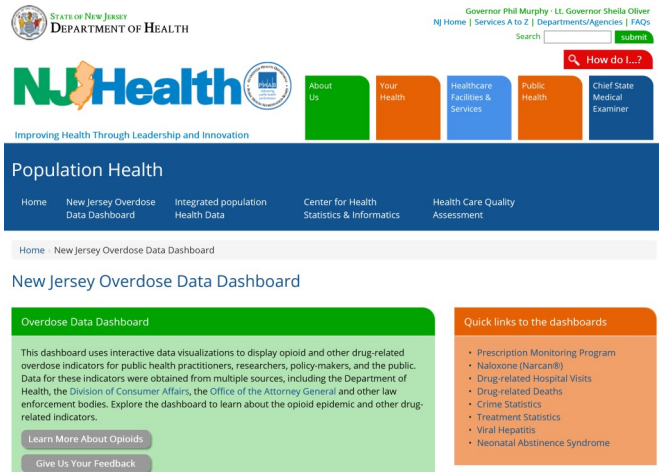 STATE OF NEW JERSEY
DEPARTMENT OF HEALTH
Governor Phil Murphy · Lt. Governor Sheila Oliver
NJ Home | Services A to Z | Departments/Agencies | FAQs
Search submit
How do I...?
NJHealth
PHAB
Improving Health Through Leadership and Innovation
About
Us
Your
Health
Healthcare
Facilities &
Services
Public
Health
Chief State
Medical
Examiner
Population Health
Home
New Jersey Overdose
Data Dashboard
Integrated population
Health Data
Center for Health
Statistics & Informatics
Health Care Quality
Assessment
Home › New Jersey Overdose Data Dashboard
New Jersey Overdose Data Dashboard
Overdose Data Dashboard
This dashboard uses interactive data visualizations to display opioid and other drug-related
overdose indicators for public health practitioners, researchers, policy-makers, and the public.
Data for these indicators were obtained from multiple sources, including the Department of
Health, the Division of Consumer Affairs, the Office of the Attorney General and other law
enforcement bodies. Explore the dashboard to learn about the opioid epidemic and other drug-
related indicators.
Learn More About Opioids
Give Us Your Feedback
Quick links to the dashboards
• Prescription Monitoring Program
• Naloxone (Narcan®)
• Drug-related Hospital Visits
• Drug-related Deaths
• Crime Statistics
• Treatment Statistics
• Viral Hepatitis
• Neonatal Abstinence Syndrome